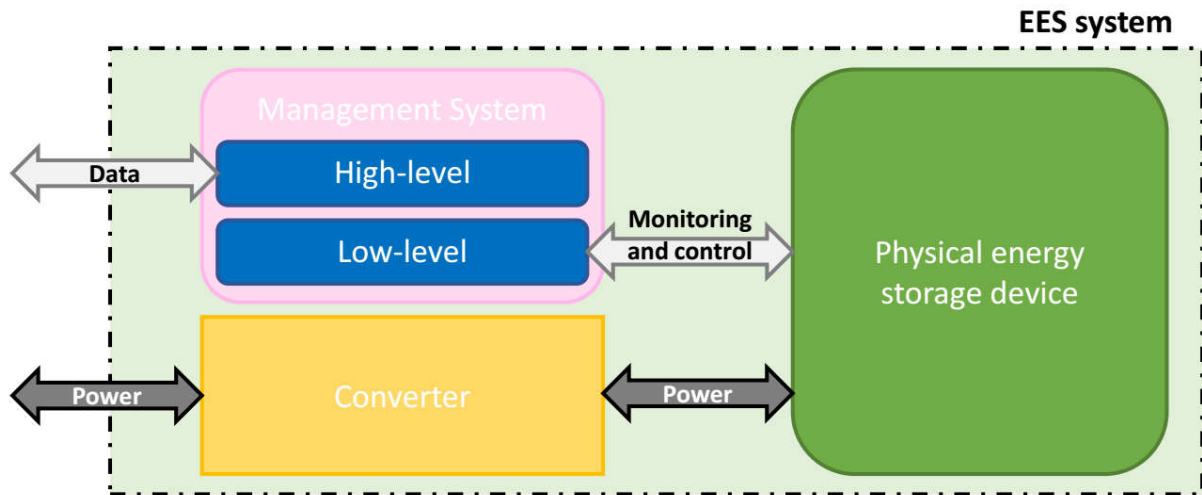 EES system
Management System
High-level
Data
Low-level
Monitoring
and control
Physical energy
storage device
Power
Converter
Power